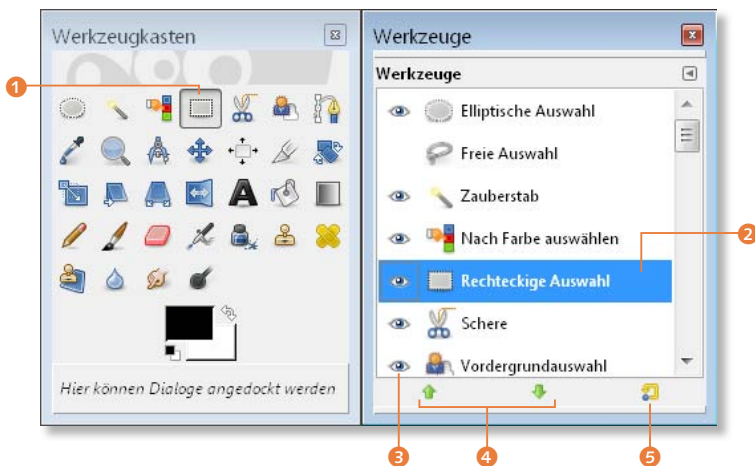 Werkzeugkasten
Hier können Dialoge angedockt werden
Werkzeuge
Werkzeuge
Elliptische Auswahl
Freie Auswahl
Zauberstab
Nach Farbe auswählen
Rechteckige Auswahl
Schere
Vordergrundauswahl
1
2
3
4
5